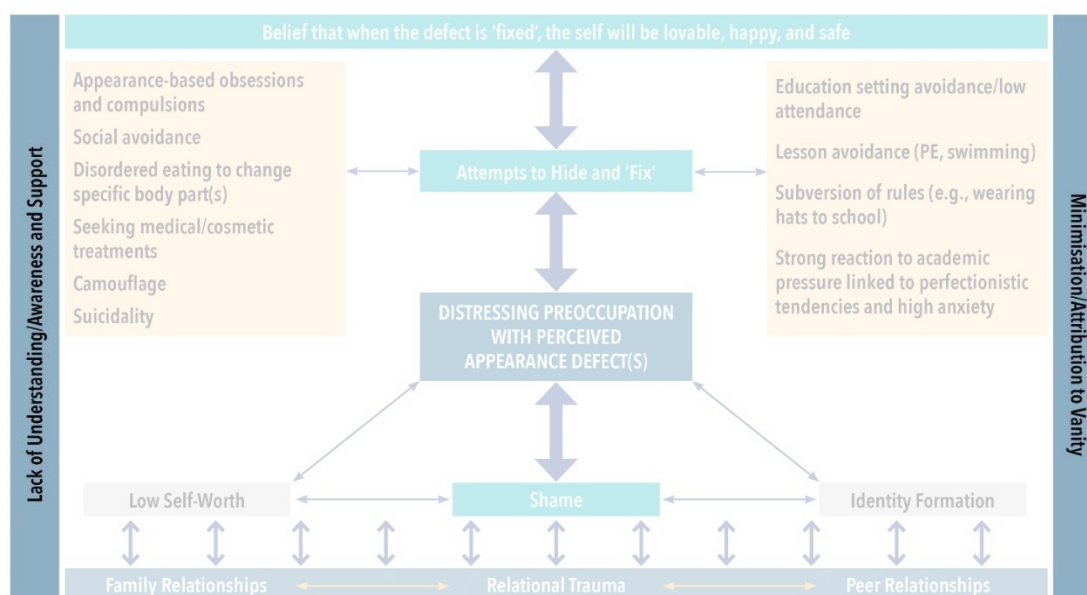 Belief that when the defect is 'fixed', the self will be lovable, happy, and safe
Lack of Understanding/Awareness and Support
Appearance-based obsessions
and compulsions
Social avoidance
Disordered eating to change
specific body part(s)
Seeking medical/cosmetic
treatments
Camouflage
Suicidality
Attempts to Hide and 'Fix'
Education setting avoidance/low
attendance
Lesson avoidance (PE, swimming)
Subversion of rules (e.g., wearing
hats to school)
Strong reaction to academic
pressure linked to perfectionistic
tendencies and high anxiety
Minimisation/Attribution to Vanity
DISTRESSING PREOCCUPATION
WITH PERCEIVED
APPEARANCE DEFECT(S)
Low Self-Worth
Shame
Identity Formation
Family Relationships
Relational Trauma
Peer Relationships